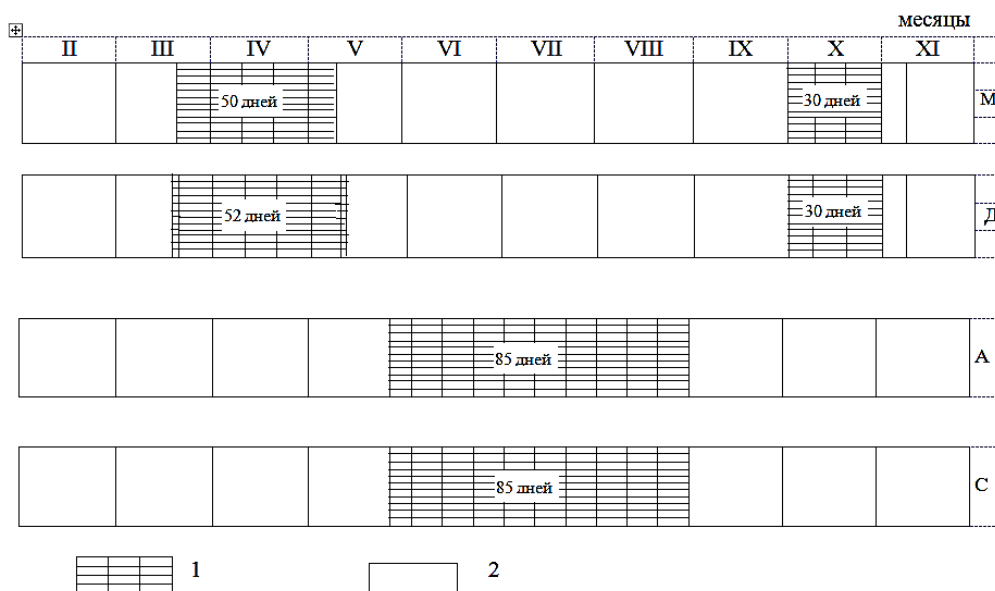 месяцы
II III IV V VI VII VIII IX X XI
50 дней 30 дней М
52 дней 30 дней Д
85 дней А
85 дней С
1 2